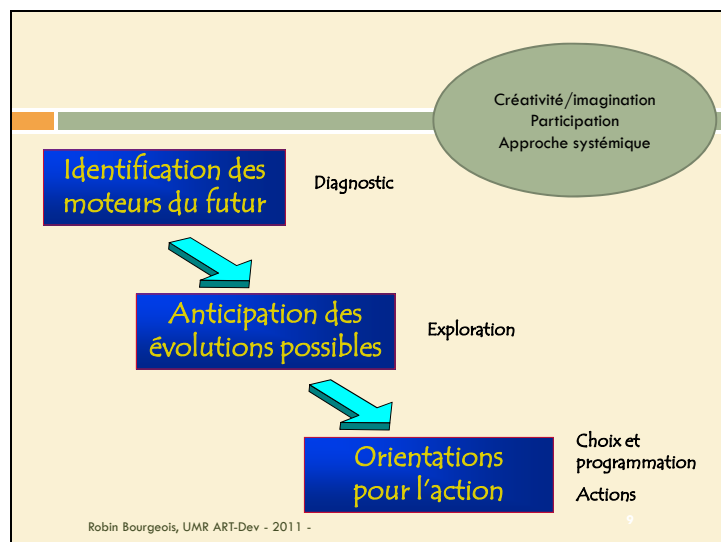 Créativité/imagination
Participation
Approche systémique
Identification des
moteurs du futur
Diagnostic
Anticipation des
évolutions possibles
Exploration
Orientations
pour l'action
Choix et
programmation
Actions
Robin Bourgeois, UMR ART-Dev - 2011 -
9